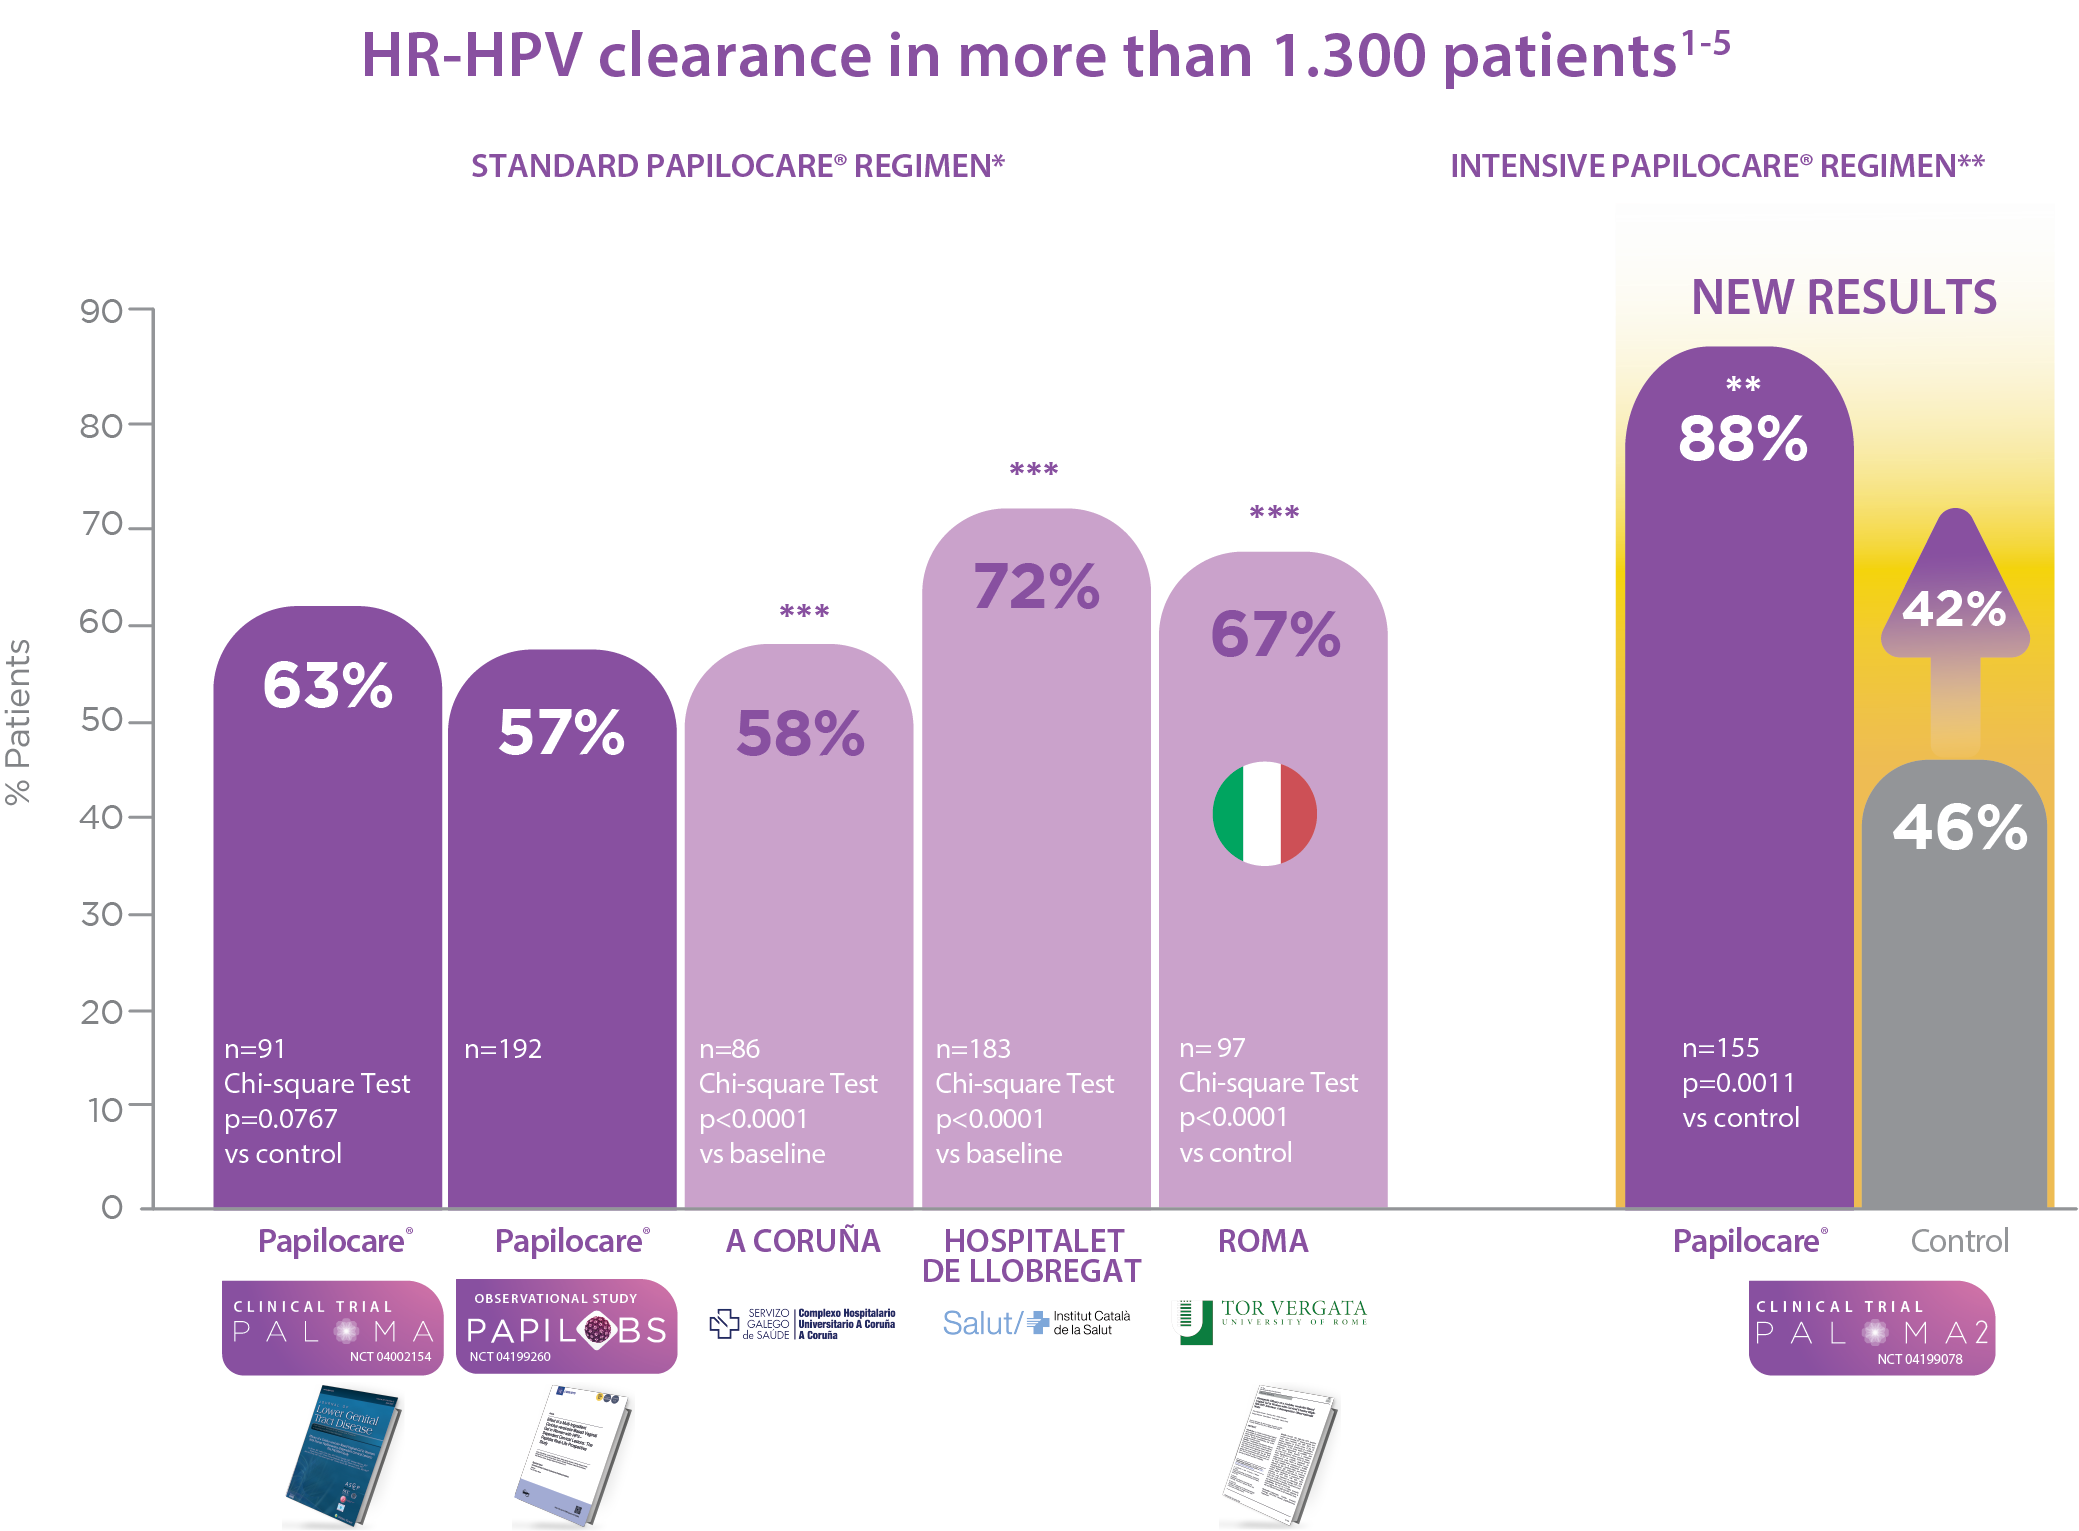 HR-HPV clearance in more than 1.300 patients1-5
STANDARD PAPILOCARE® REGIMEN*
INTENSIVE PAPILOCARE® REGIMEN**
NEW RESULTS
% Patients
90
80
70
60
50
40
30
20
10
0
63%
n=91
Chi-square Test
p=0.0767
vs control
57%
n=192
***
58%
n=86
Chi-square Test
p<0.0001
vs baseline
***
72%
n=183
Chi-square Test
p<0.0001
vs baseline
***
67%
n= 97
Chi-square Test
p<0.0001
vs control
**
88%
n=155
p=0.0011
vs control
42%
46%
Papilocare®
CLINICAL TRIAL
PALOMA
NCT 04002154
Lower Genital
Tract Disease
Papilocare®
OBSERVATIONAL STUDY
PAPILOBS
NCT 04199260
A CORUÑA
SERVIZO
GALEGO
de SAÚDE
Complexo Hospitalario
Universitario A Coruña
A Coruña
HOSPITALET
DE LLOBREGAT
Salut/
Institut Català
de la Salut
ROMA
TOR VERGATA
UNIVERSITY OF ROME
Papilocare®
Control
CLINICAL TRIAL
PALOMA2
NCT 04199078